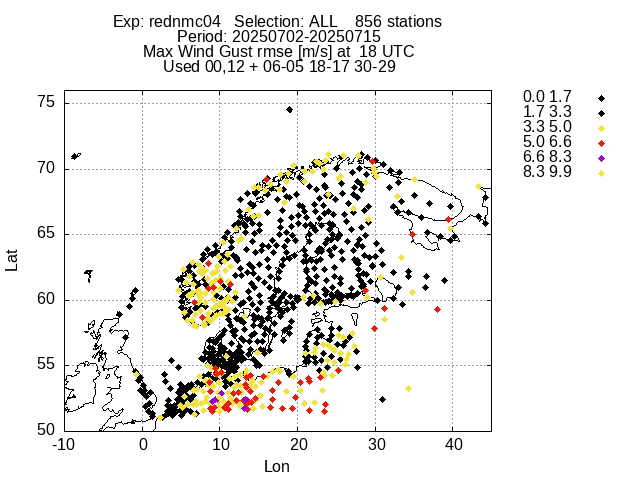 Exp: rednmc04   Selection: ALL    856 stations
Period: 20250702-20250715
Max Wind Gust rmse [m/s] at  18 UTC
Used 00,12 + 06-05 18-17 30-29
0.0 1.7
1.7 3.3
3.3 5.0
5.0 6.6
6.6 8.3
8.3 9.9
75
70
65
60
55
50
Lat
-10 0 10 20 30 40
Lon